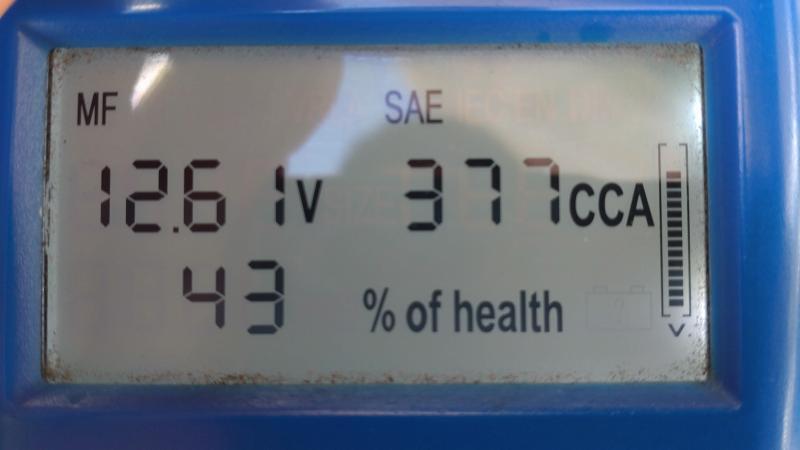 MF SAE
12.61V 377CCA
43 % of health